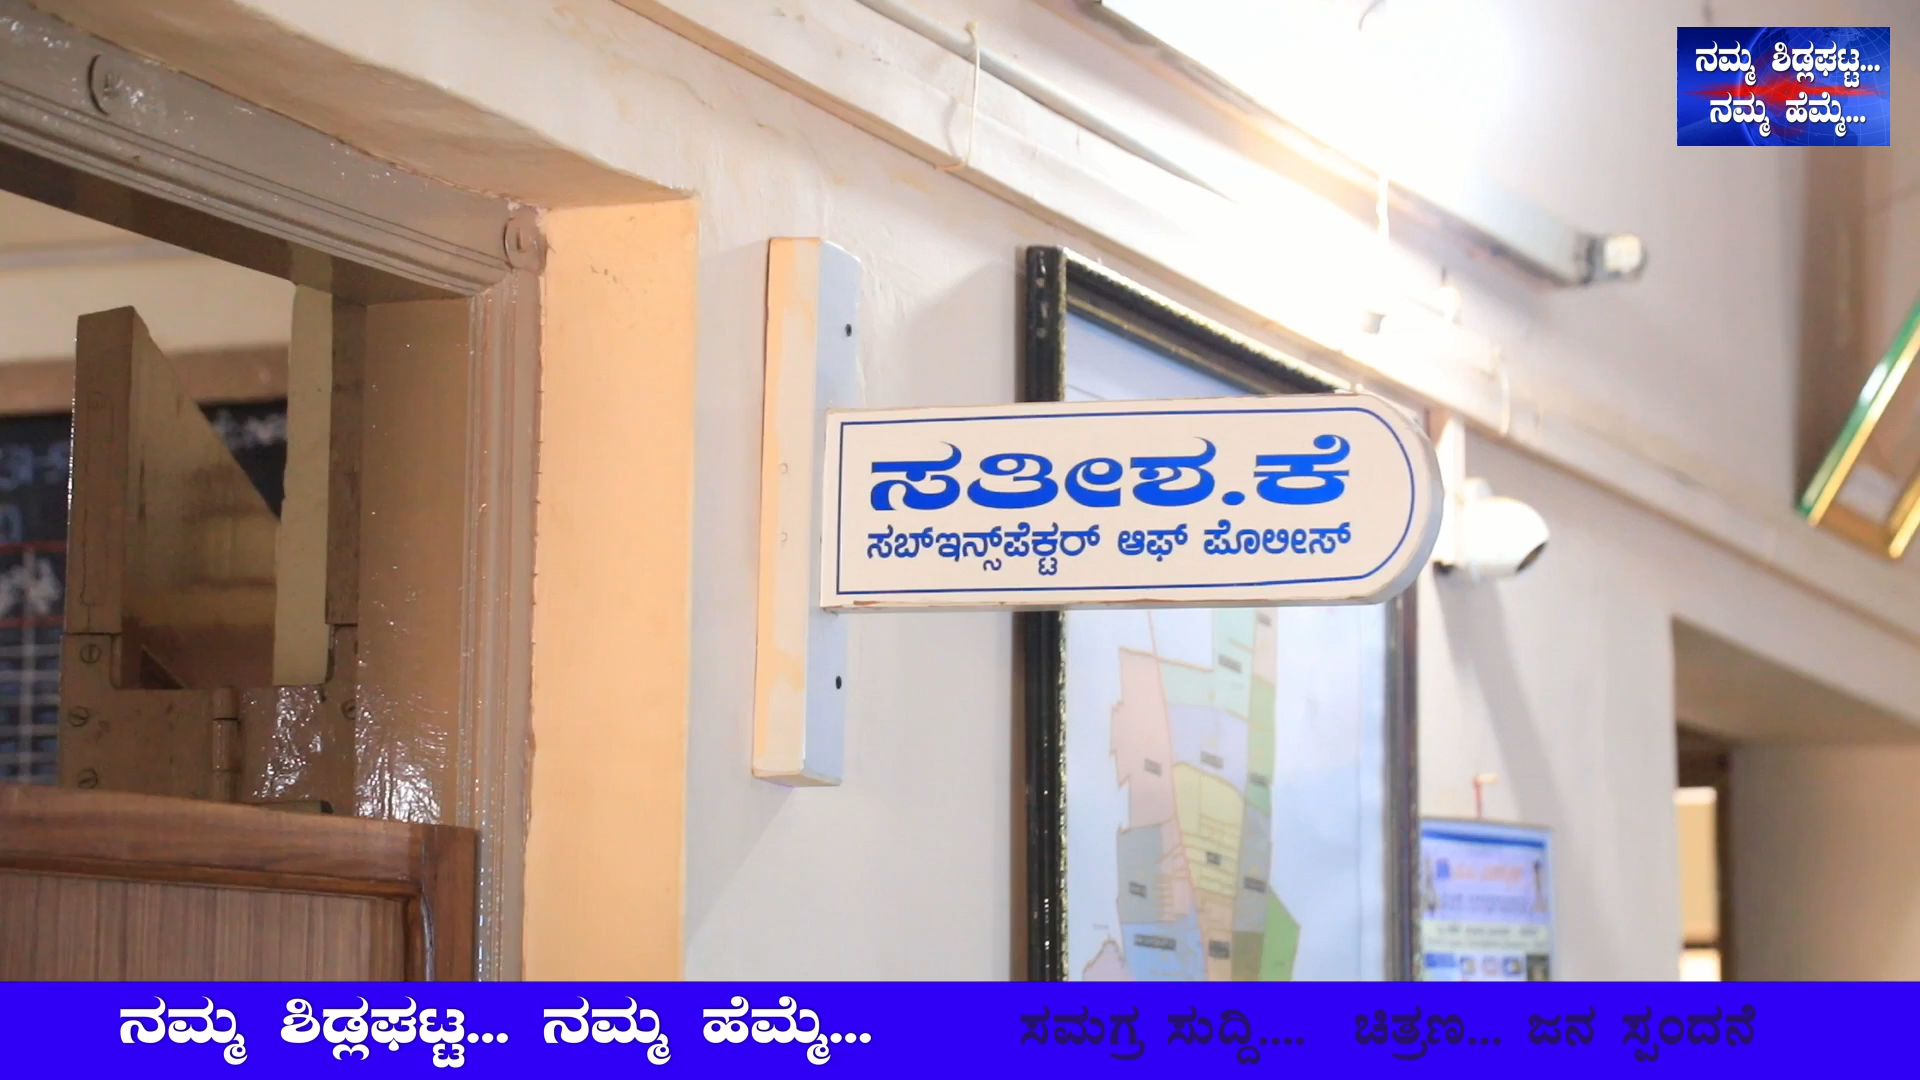 ನಮ್ಮ ಶಿಡ್ಲಘಟ್ಟ...
ನಮ್ಮ ಹೆಮ್ಮೆ...
ಸತೀಶ.ಕೆ
ಸಬ್ಇನ್ಸ್‌ಪೆಕ್ಟರ್ ಆಫ್ ಪೊಲೀಸ್
ನಮ್ಮ ಶಿಡ್ಲಘಟ್ಟ... ನಮ್ಮ ಹೆಮ್ಮೆ... ಸಮಗ್ರ ಸುದ್ದಿ.... ಚಿತ್ರಣ... ಜನ ಸ್ಪಂದನೆ